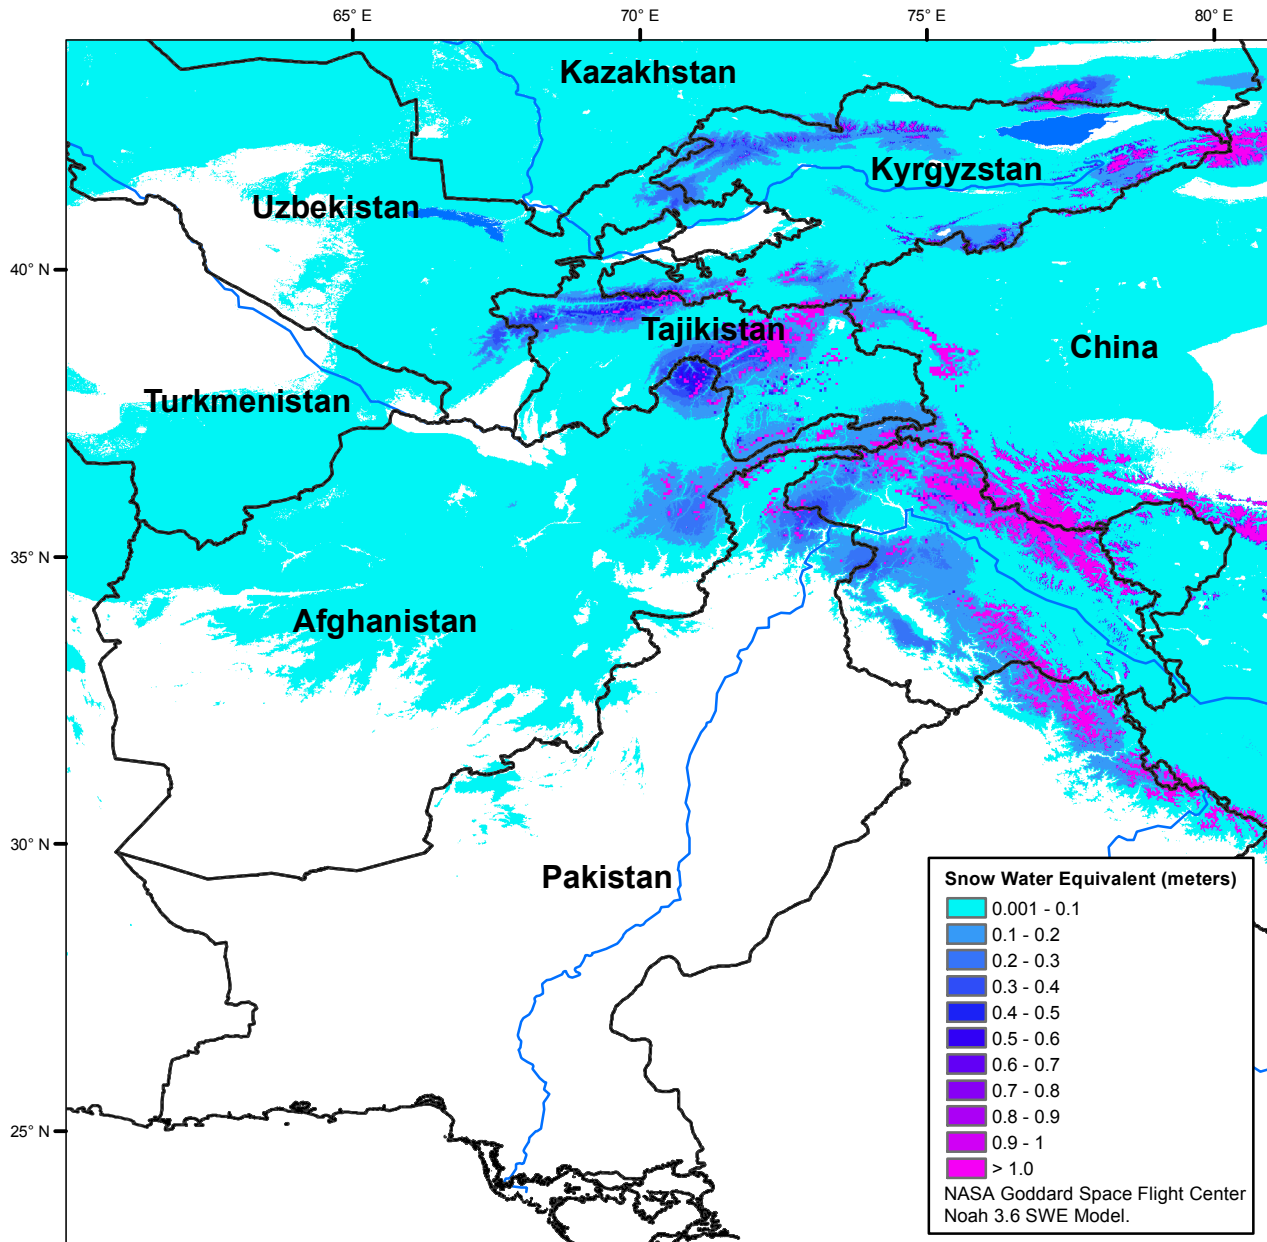 65° E
70° E
75° E
80° E
Kazakhstan
Kyrgyzstan
Uzbekistan
40° N
Tajikistan
China
Turkmenistan
35° N
Afghanistan
30° N
Pakistan
25° N
Snow Water Equivalent (meters)
0.001 - 0.1
0.1 - 0.2
0.2 - 0.3
0.3 - 0.4
0.4 - 0.5
0.5 - 0.6
0.6 - 0.7
0.7 - 0.8
0.8 - 0.9
0.9 - 1
> 1.0
NASA Goddard Space Flight Center
Noah 3.6 SWE Model.